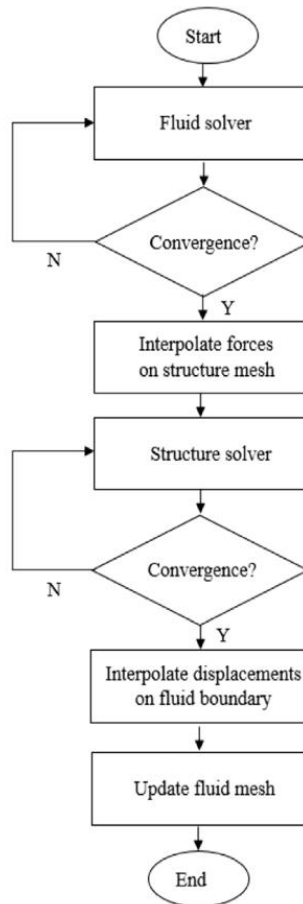 Start
Fluid solver
Convergence?
N
Y
Interpolate forces
on structure mesh
Structure solver
Convergence?
N
Y
Interpolate displacements
on fluid boundary
Update fluid mesh
End